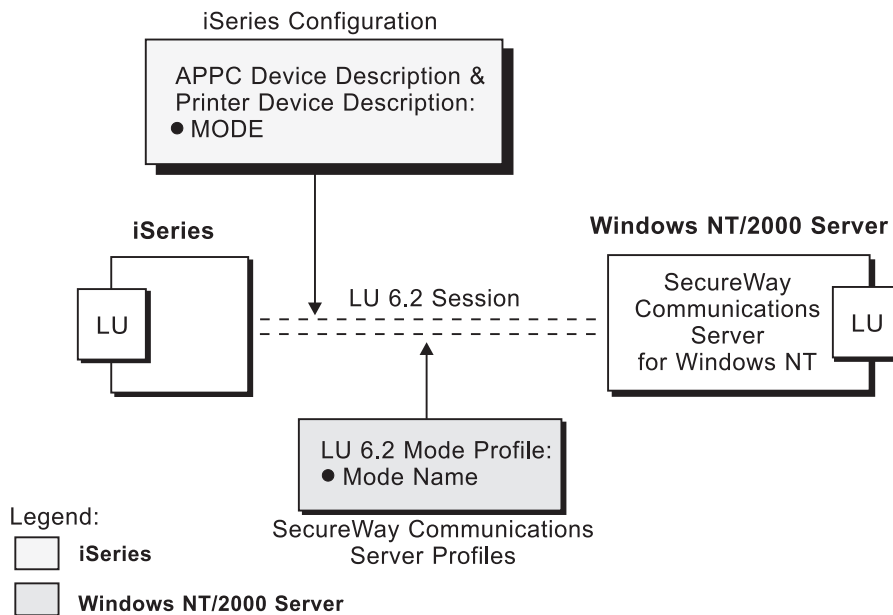 iSeries Configuration
APPC Device Description &
Printer Device Description:
● MODE
iSeries
Windows NT/2000 Server
LU
LU 6.2 Session
SecureWay
Communications
Server
for Windows NT
LU
LU 6.2 Mode Profile:
● Mode Name
SecureWay Communications
Server Profiles
Legend:
iSeries
Windows NT/2000 Server